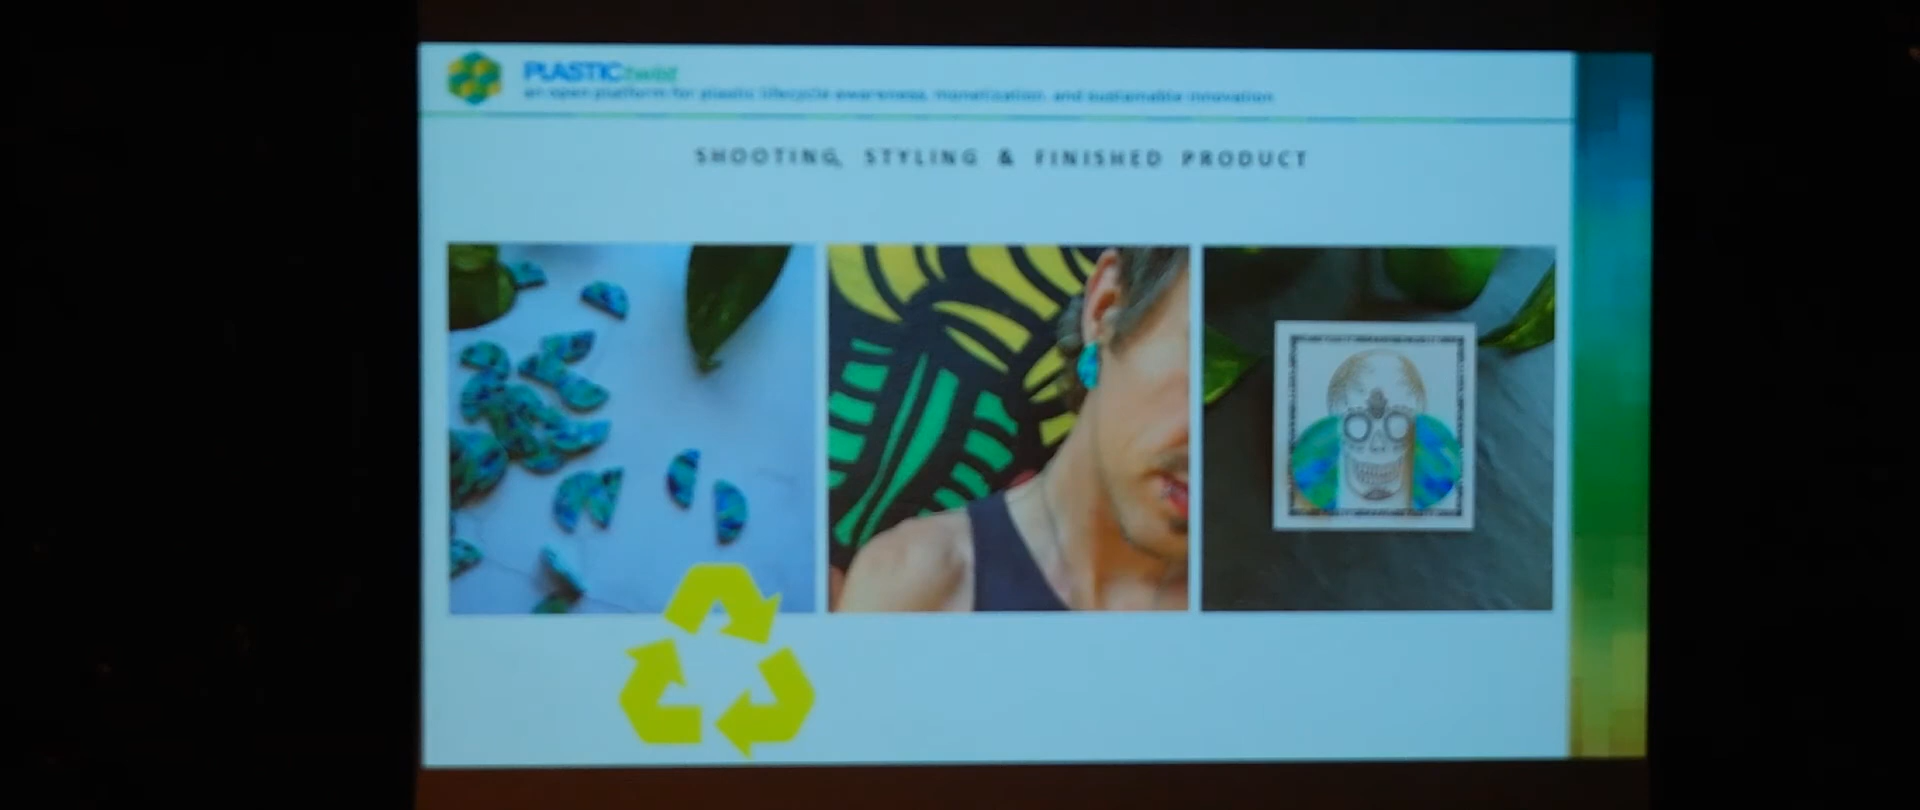 PLASTICtwist
an open platform for plastic lifecycle awareness, monetization, and sustainable innovation
SHOOTING, STYLING & FINISHED PRODUCT